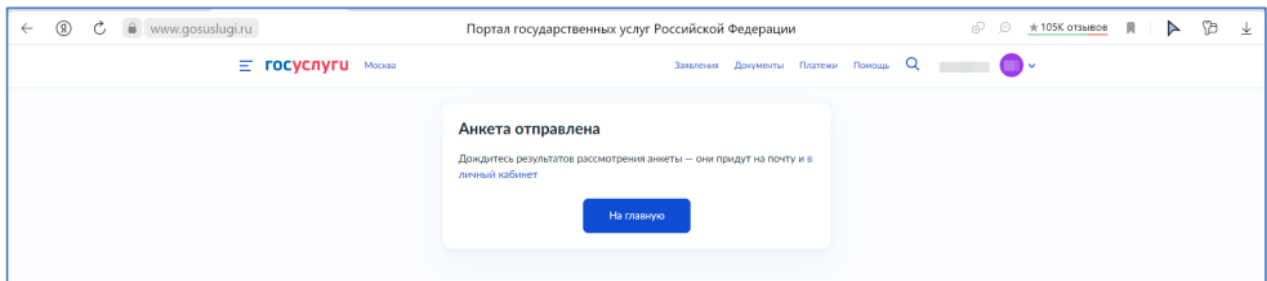 www.gosuslugi.ru Портал государственных услуг Российской Федерации ★ 105K отзывов
госуслуги Москва Заявления Документы Платежи Помощь
Анкета отправлена
Дождитесь результатов рассмотрения анкеты — они придут на почту и в
личный кабинет
На главную